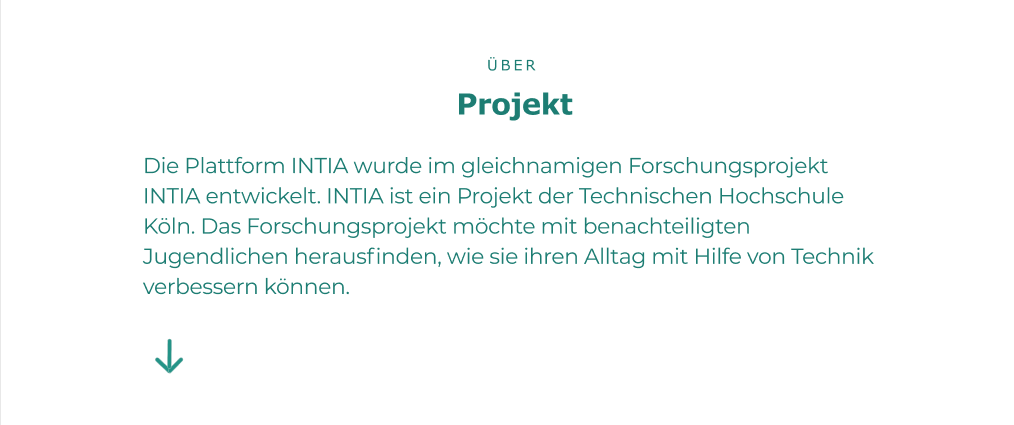 ÜBER
Projekt
Die Plattform INTIA wurde im gleichnamigen Forschungsprojekt
INTIA entwickelt. INTIA ist ein Projekt der Technischen Hochschule
Köln. Das Forschungsprojekt möchte mit benachteiligten
Jugendlichen herausfinden, wie sie ihren Alltag mit Hilfe von Technik
verbessern können.